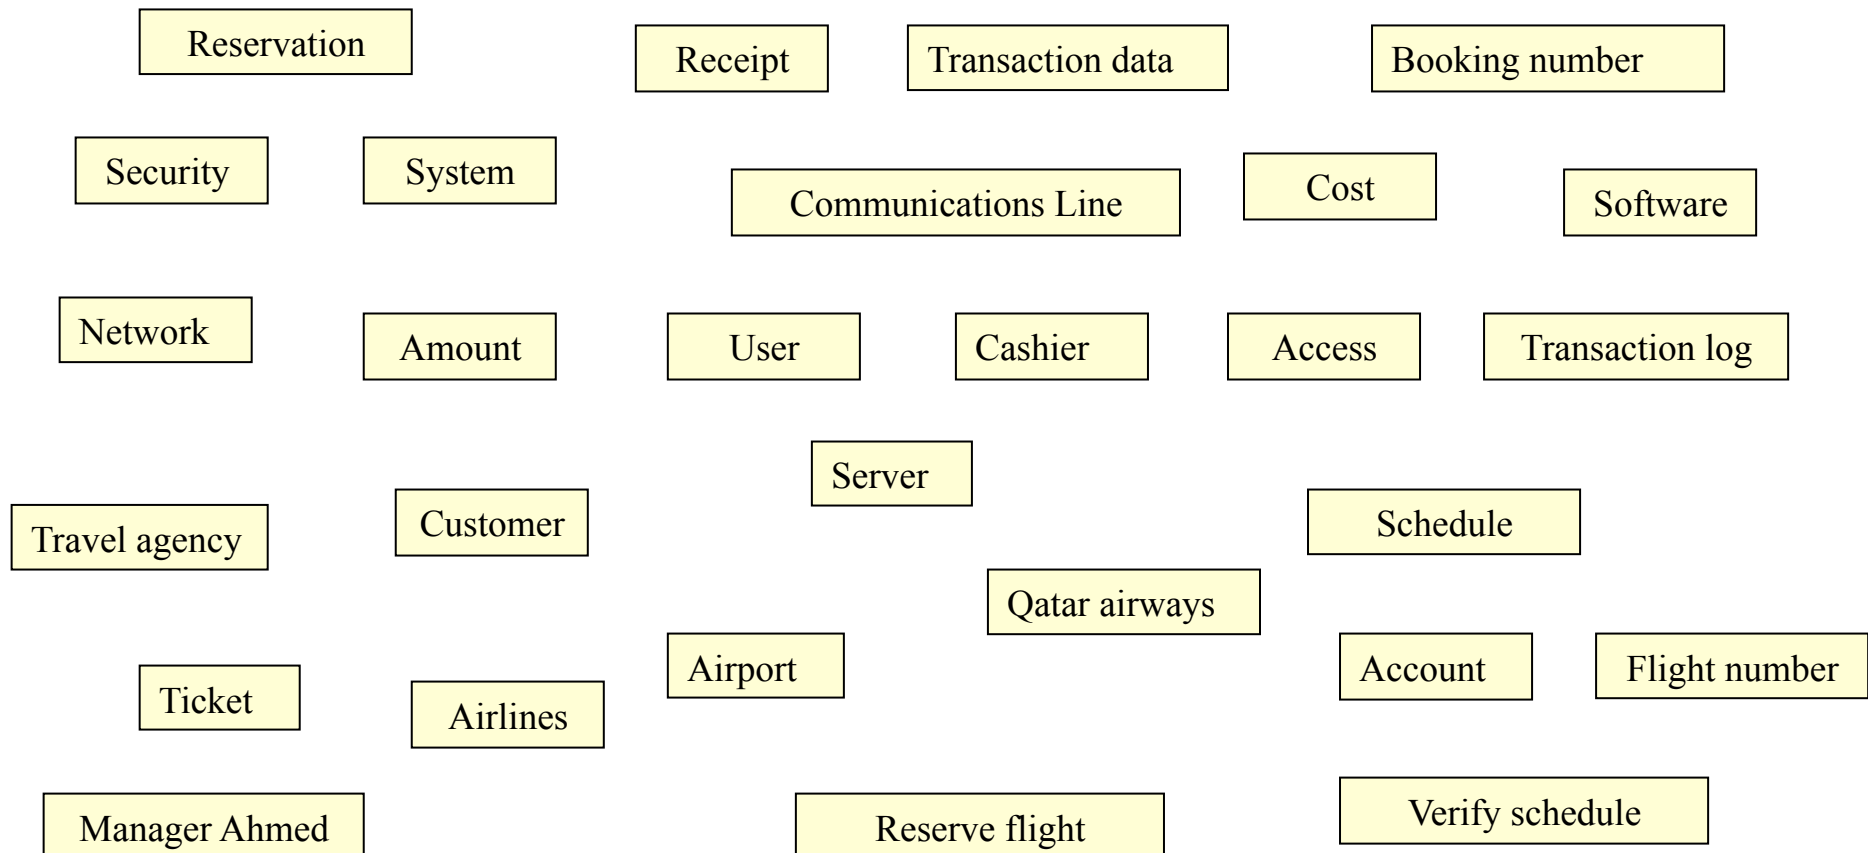 Reservation
Receipt
Transaction data
Booking number
Security
System
Communications Line
Cost
Software
Network
Amount
User
Cashier
Access
Transaction log
Server
Travel agency
Customer
Schedule
Qatar airways
Ticket
Airlines
Airport
Account
Flight number
Manager Ahmed
Reserve flight
Verify schedule